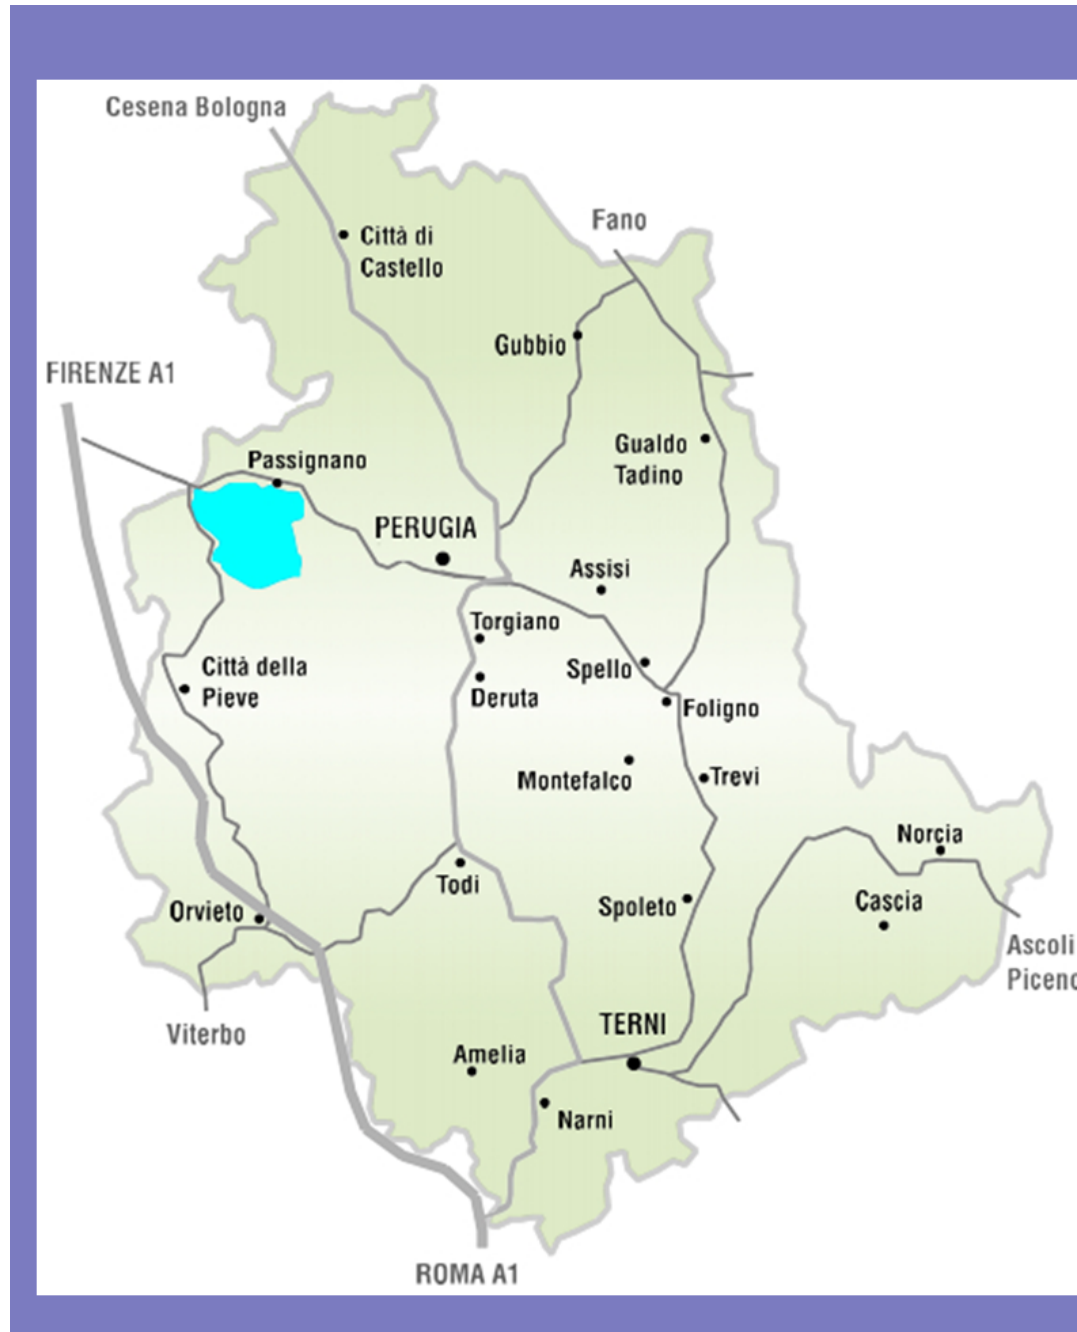 Cesena Bologna
Fano
Città di
Castello
Gubbio
FIRENZE A1
Gualdo
Tadino
Passignano
PERUGIA
Assisi
Torgiano
Spello
Città della
Pieve
Deruta
Foligno
Montefalco
Trevi
Norcia
Todi
Cascia
Orvieto
Spoleto
Ascoli
Viterbo
TERNI
Amelia
Narni
ROMA A1